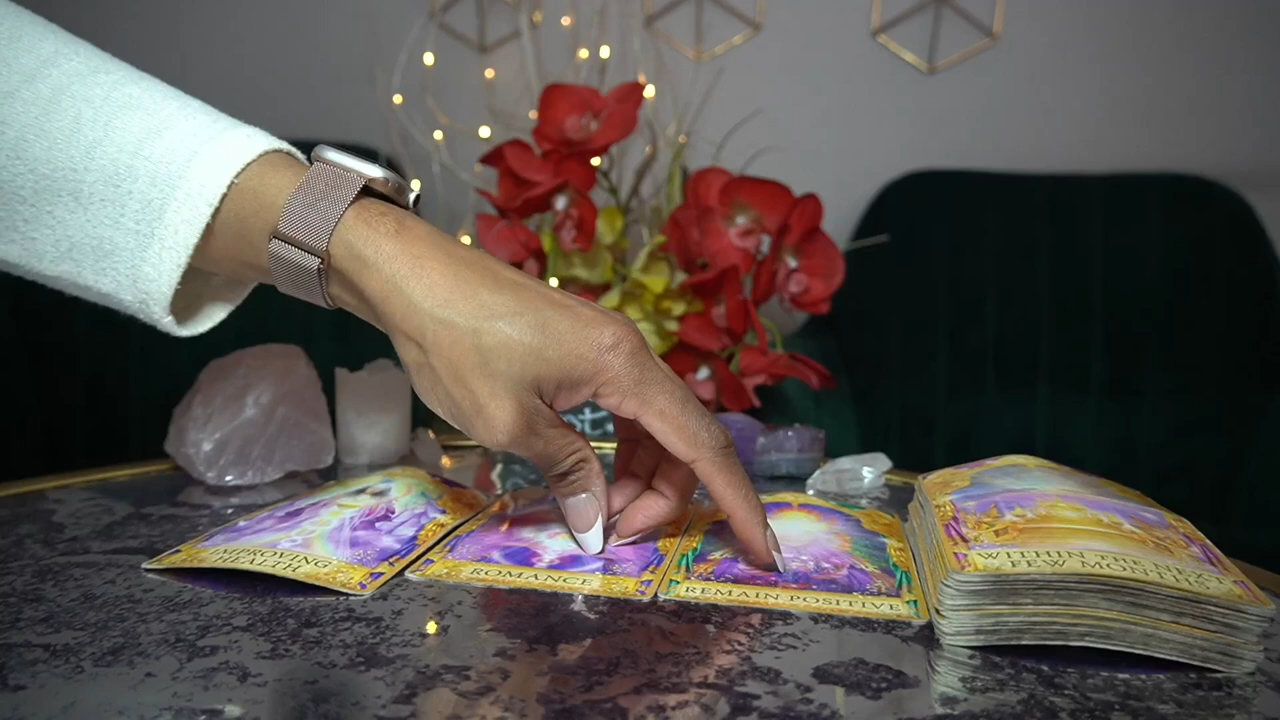 IMPROVING
HEALTH
ROMANCE
REMAIN POSITIVE
WITHIN THE NEXT
FEW MONTHS